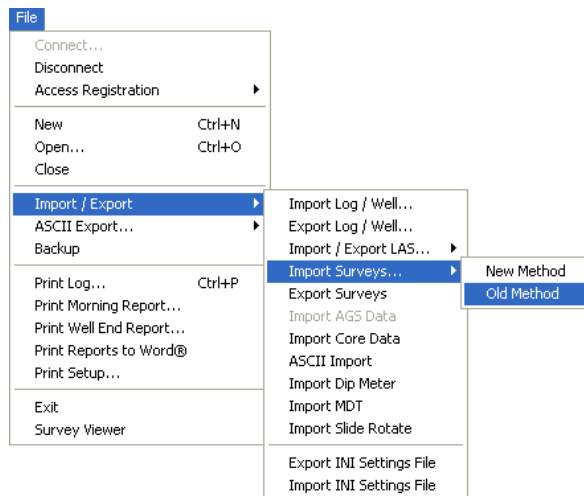 File
Connect...
Disconnect
Access Registration
New Ctrl+N
Open... Ctrl+O
Close
Import / Export
ASCII Export...
Backup
Print Log... Ctrl+P
Print Morning Report...
Print Well End Report...
Print Reports to Word®
Print Setup...
Exit
Survey Viewer
Import Log / Well...
Export Log / Well...
Import / Export LAS...
Import Surveys...
Export Surveys
Import AGS Data
Import Core Data
ASCII Import
Import Dip Meter
Import MDT
Import Slide Rotate
Export INI Settings File
Import INI Settings File
New Method
Old Method